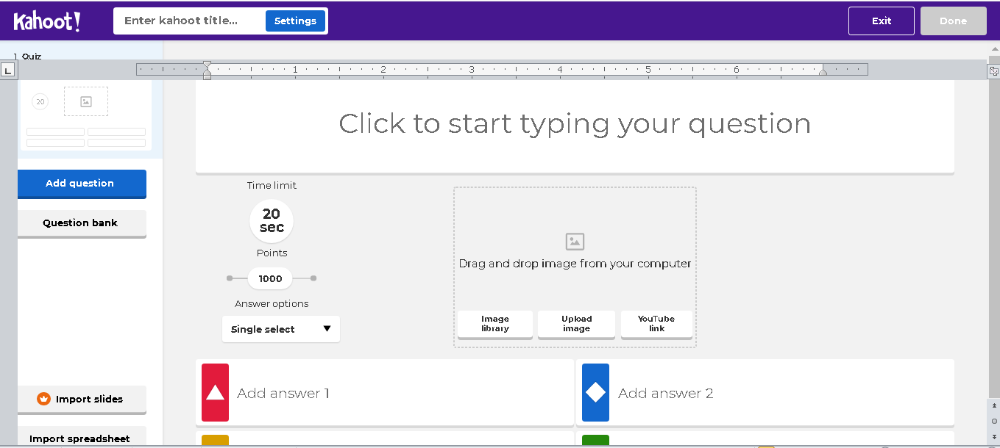 Kahoot!
Enter kahoot title...
Settings
Exit
Done
1 Quiz
1 2 3 4 5 6
20
Click to start typing your question
Add question
Question bank
Time limit
20
sec
Points
1000
Answer options
Single select
Drag and drop image from your computer
Image
library
Upload
image
YouTube
link
Add answer 1
Add answer 2
Import slides
Import spreadsheet